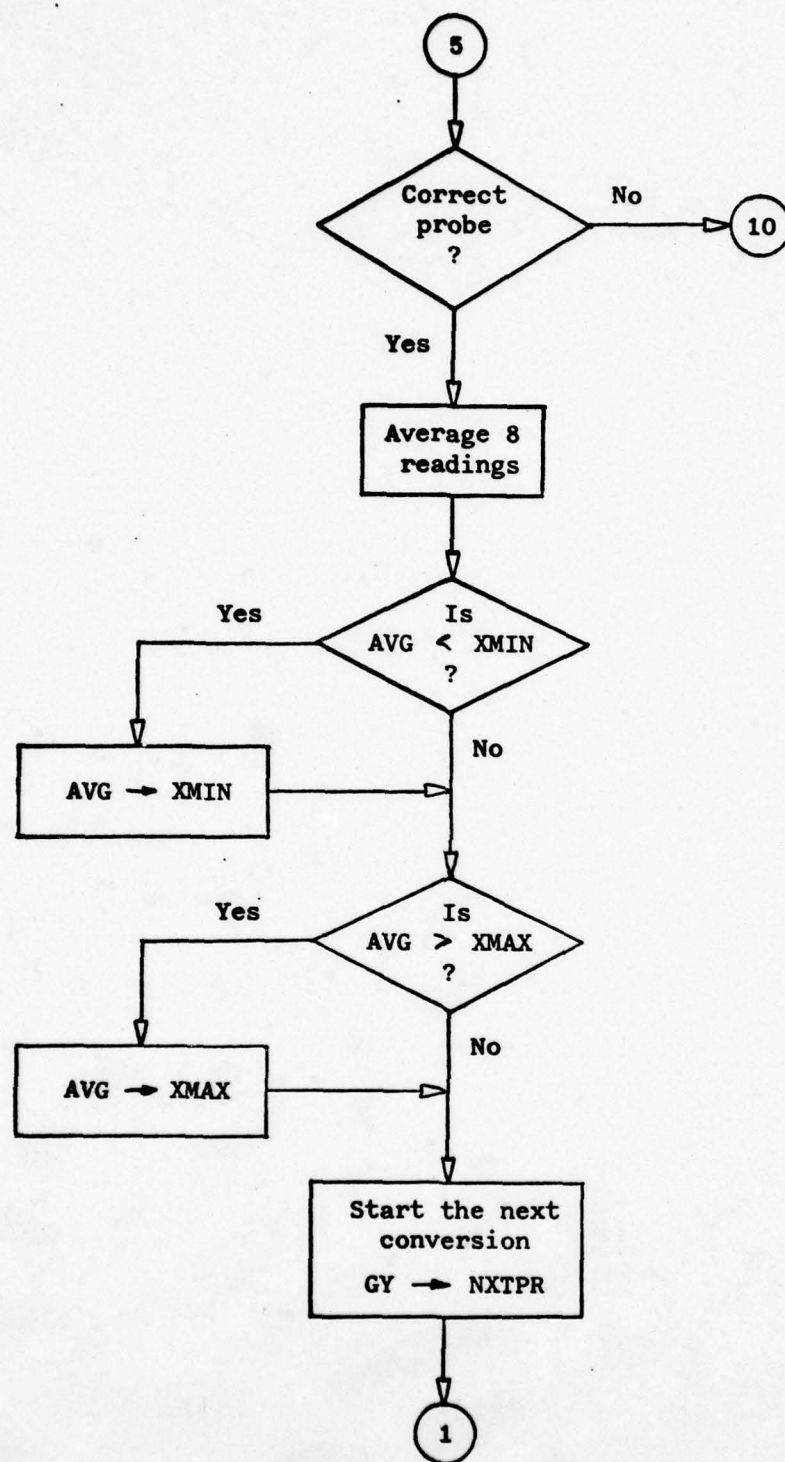 5
Correct
probe
?
No
10
Yes
Average 8
readings
Yes
Is
AVG < XMIN
?
No
AVG → XMIN
Yes
Is
AVG > XMAX
?
No
AVG → XMAX
Start the next
conversion
GY → NXTPR
1